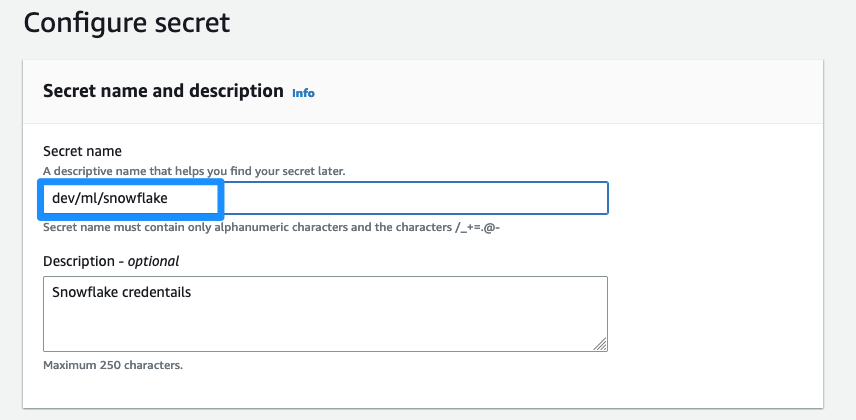 Configure secret
Secret name and description Info
Secret name
A descriptive name that helps you find your secret later.
dev/ml/snowflake
Secret name must contain only alphanumeric characters and the characters /_+=.@-
Description - optional
Snowflake credentails
Maximum 250 characters.